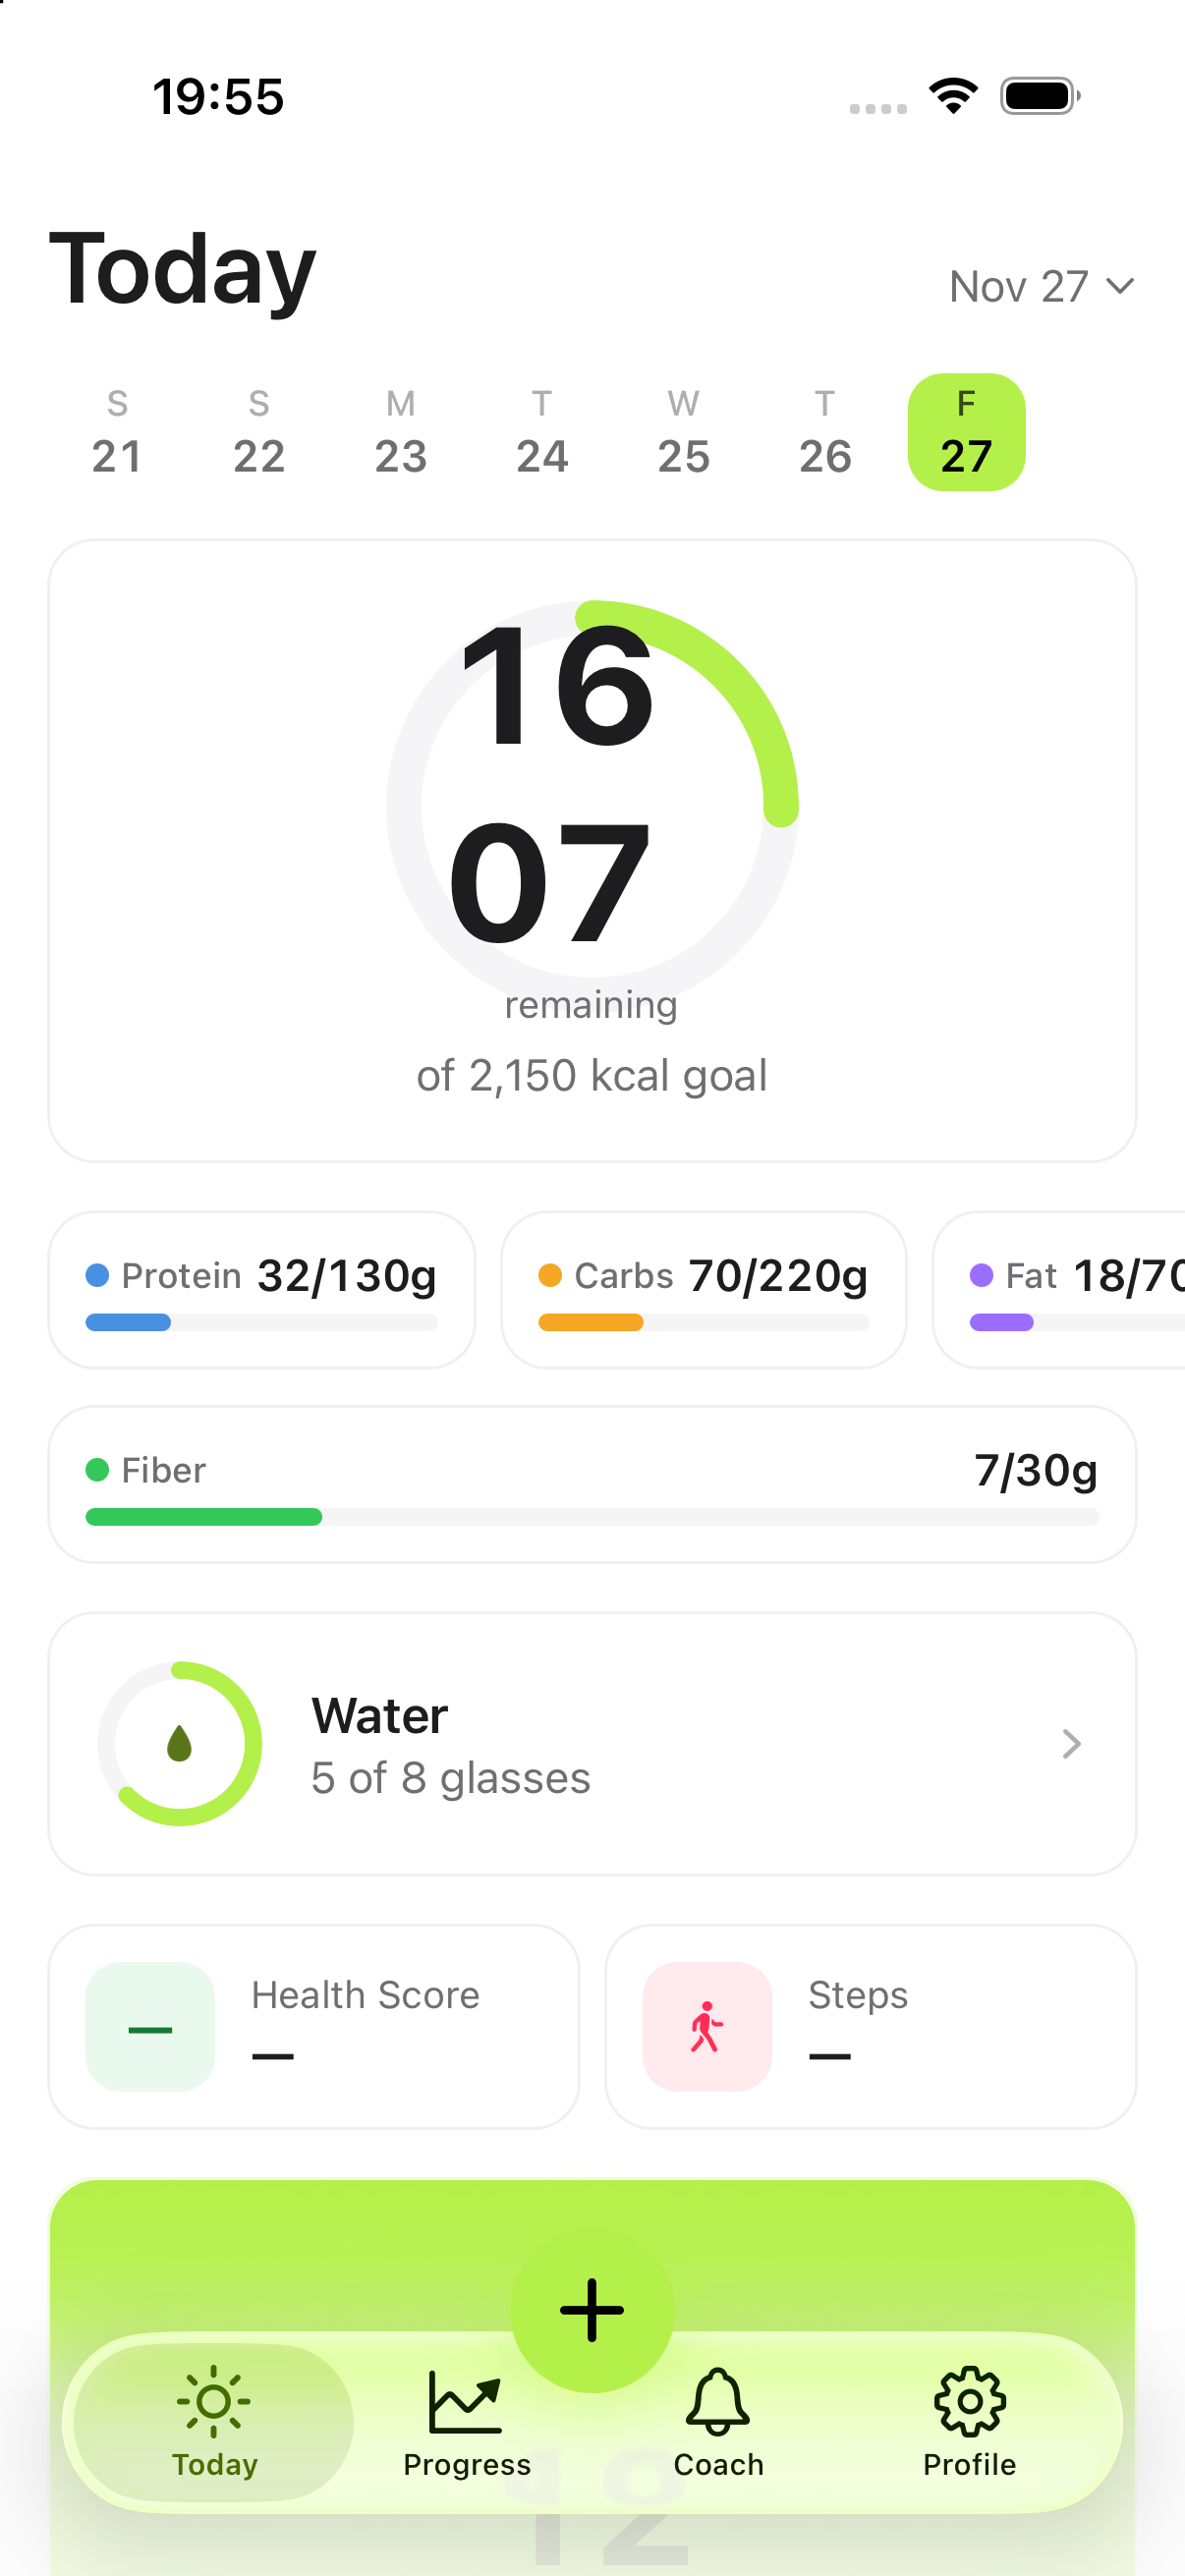 19:55
Today
Nov 27
S S M T W T F
21 22 23 24 25 26 27
16
07
remaining
of 2,150 kcal goal
Protein 32/130g
Carbs 70/220g
Fat 18/70
Fiber 7/30g
Water
5 of 8 glasses
Health Score
—
Steps
—
Today Progress Coach Profile
12